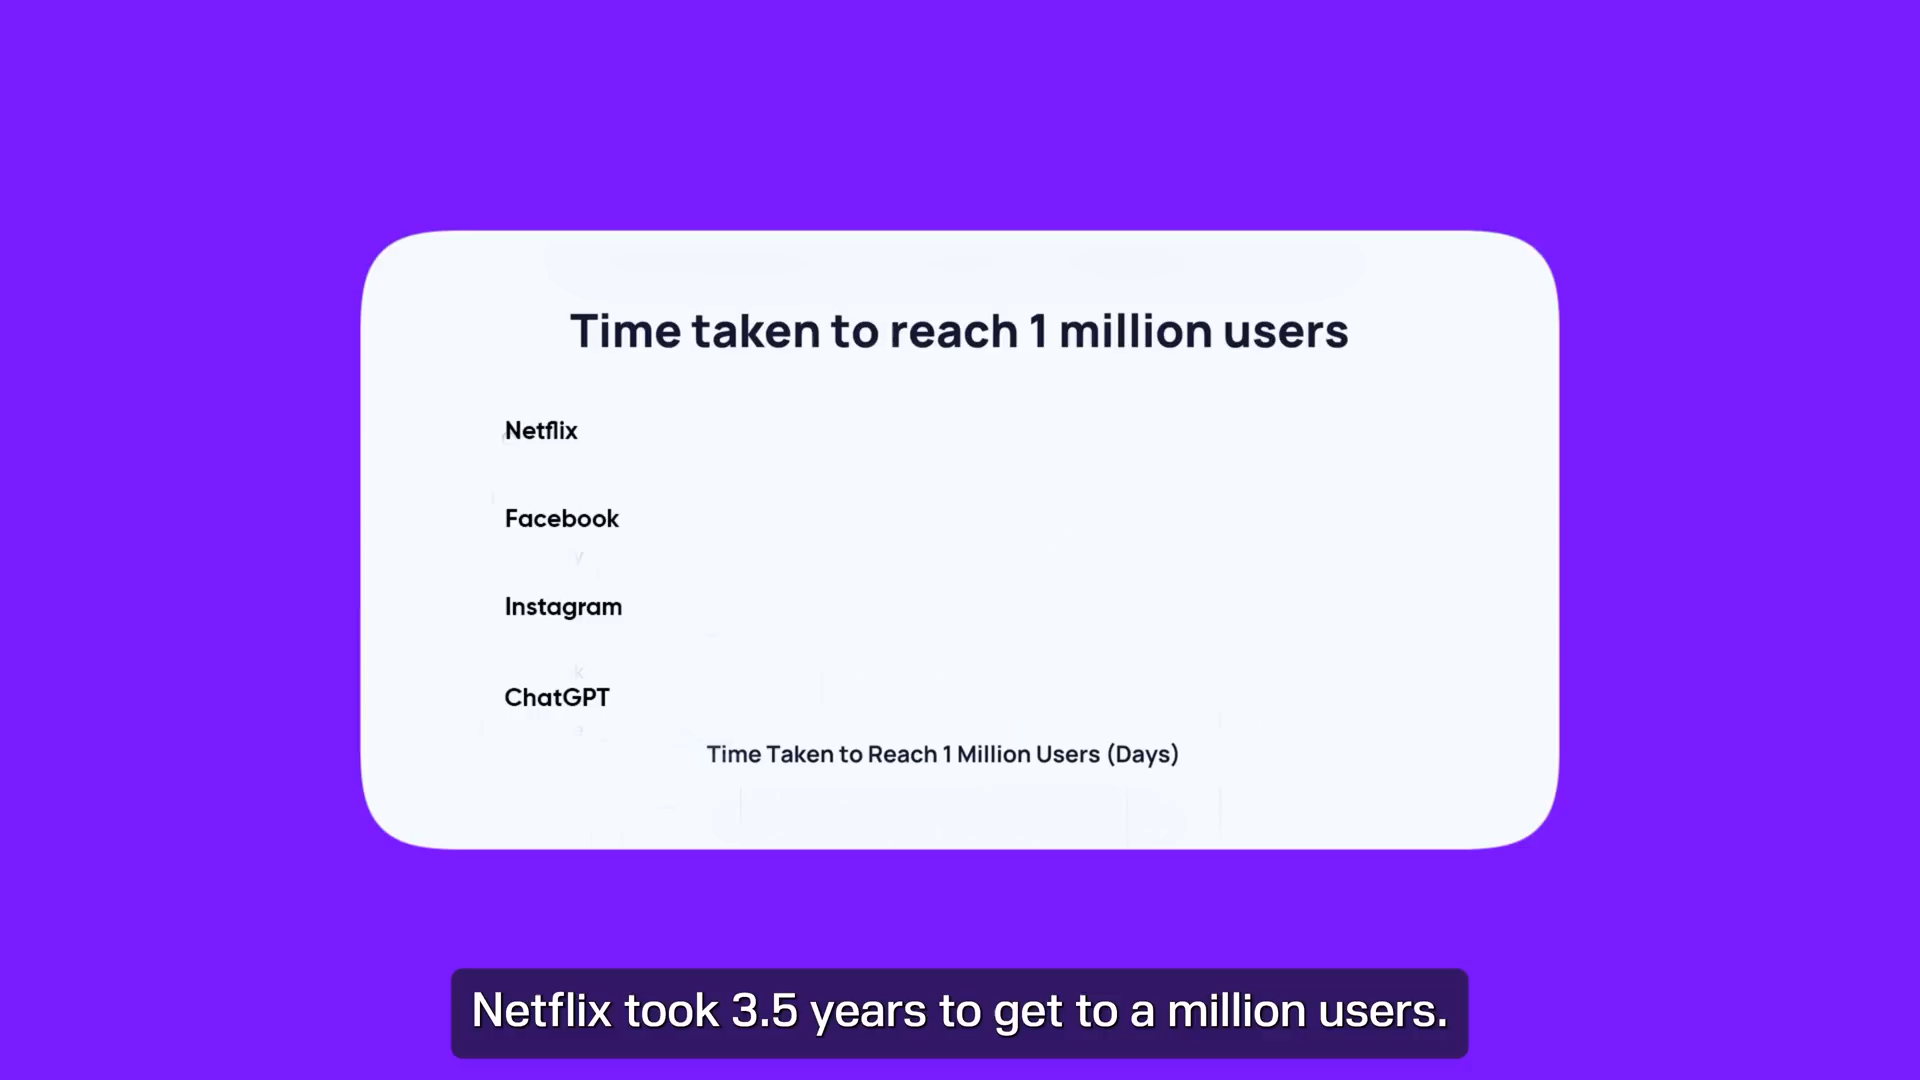 Time taken to reach 1 million users
Netflix
Facebook
Instagram
ChatGPT
Time Taken to Reach 1 Million Users (Days)
Netflix took 3.5 years to get to a million users.